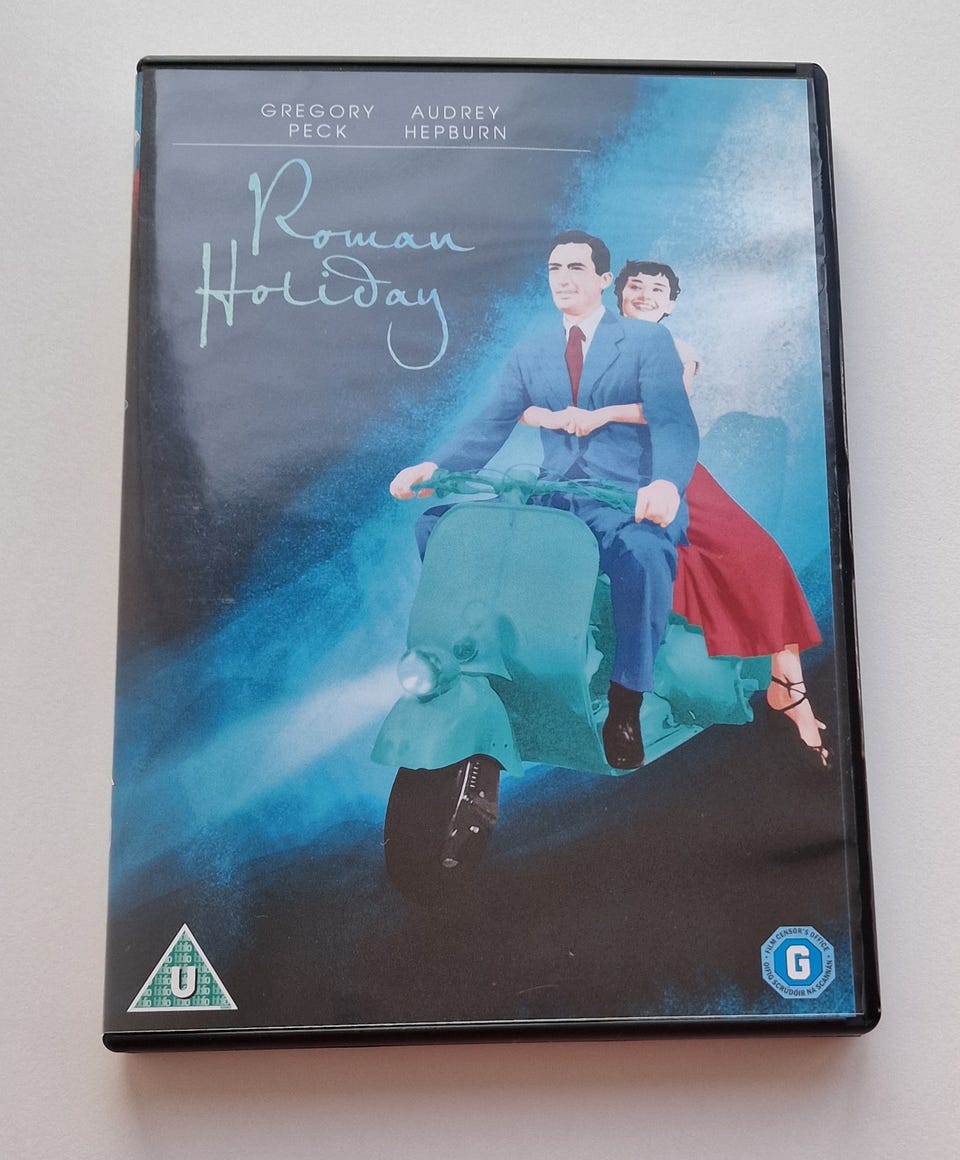 GREGORY AUDREY
PECK HEPBURN
Roman
Holiday
U
FILM CENSOR'S OFFICE
G
OIFIG SCRÚDÓIR NA SCANNÁN